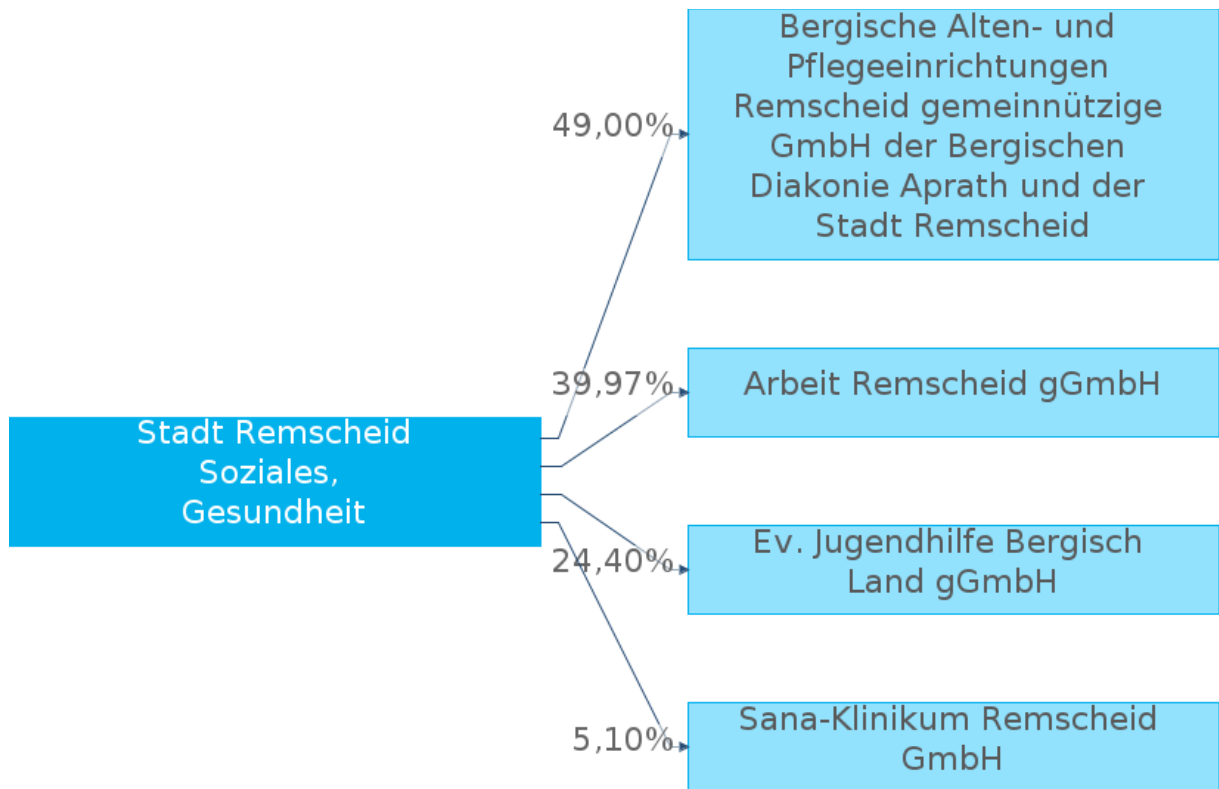 Stadt Remscheid
Soziales,
Gesundheit
49,00%
Bergische Alten- und
Pflegeeinrichtungen
Remscheid gemeinnützige
GmbH der Bergischen
Diakonie Aprath und der
Stadt Remscheid
39,97%
Arbeit Remscheid gGmbH
24,40%
Ev. Jugendhilfe Bergisch
Land gGmbH
5,10%
Sana-Klinikum Remscheid
GmbH